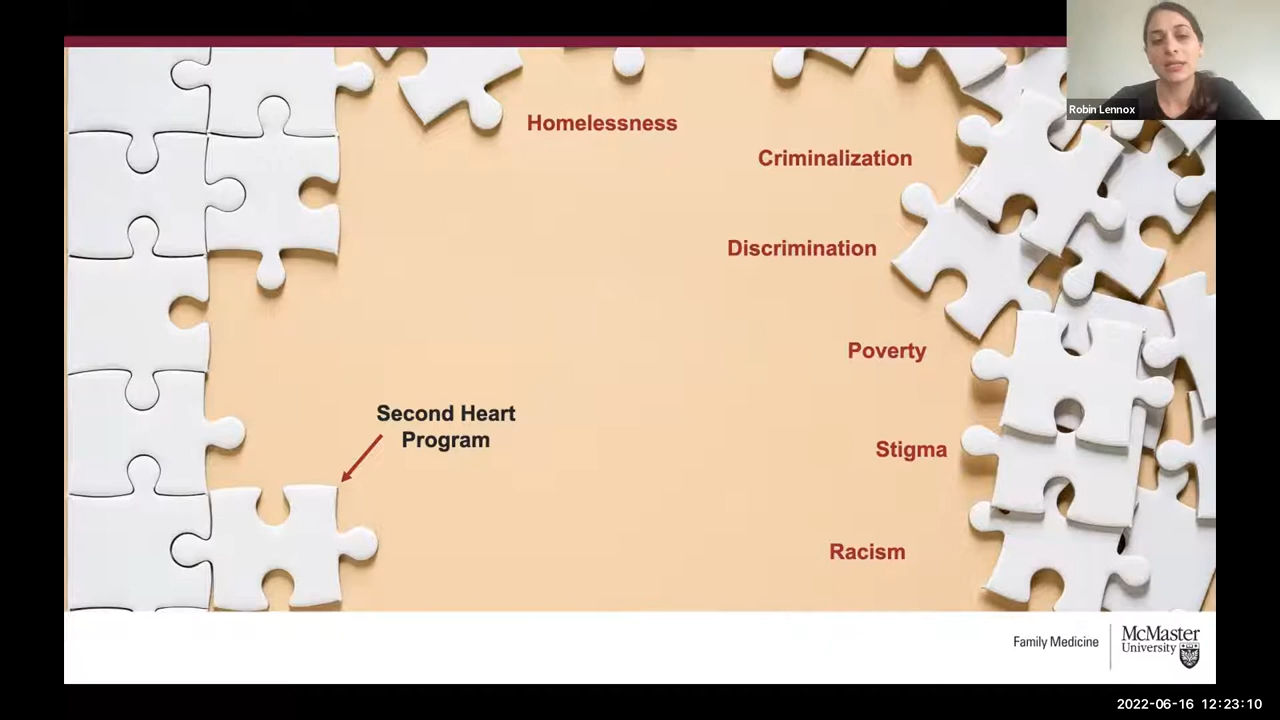 Robin Lennox
Homelessness
Criminalization
Discrimination
Poverty
Second Heart
Program
Stigma
Racism
Family Medicine
McMaster
University
2022-06-16 12:23:10